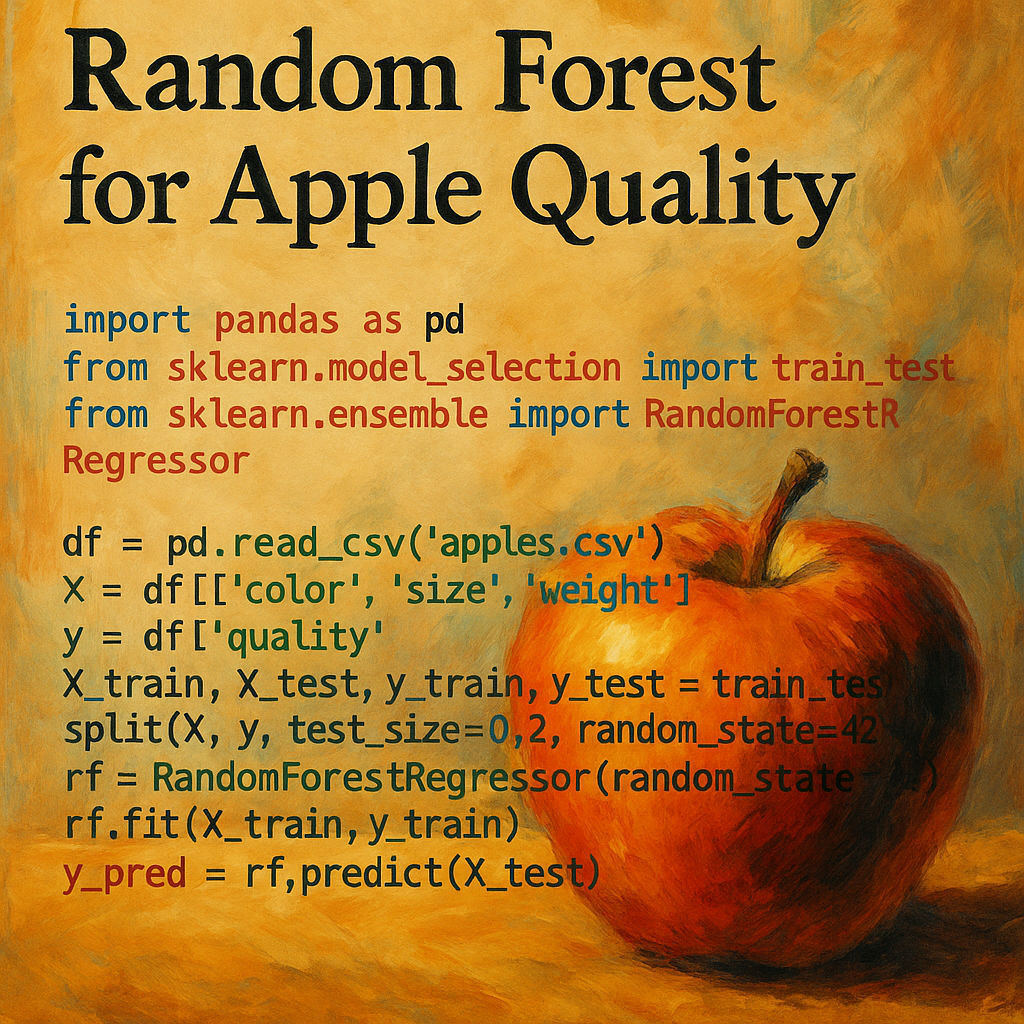 Random Forest
for Apple Quality
import pandas as pd
from sklearn.model_selection import train_test
from sklearn.ensemble import RandomForestR
Regressor
df = pd.read_csv('apples.csv')
X = df[['color', 'size', 'weight']
y = df['quality'
X_train, X_test, y_train, y_test = train_tes
split(X, y, test_size=0,2, random_state=42
rf = RandomForestRegressor(random_state
rf.fit(X_train, y_train)
y_pred = rf,predict(X_test)